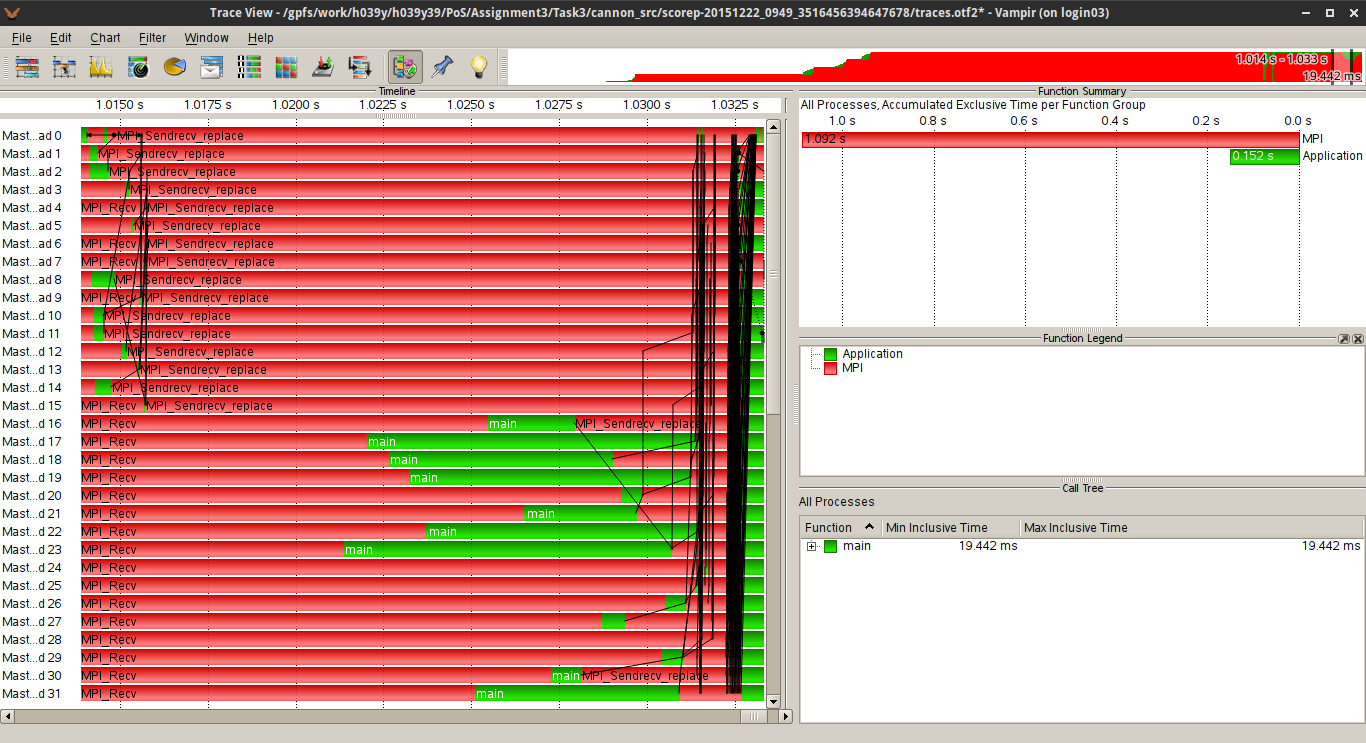 Trace View - /gpfs/work/h039y/h039y39/PoS/Assignment3/Task3/cannon_src/scorep-20151222_0949_3516456394647678/traces.otf2* - Vampir (on login03)
File Edit Chart Filter Window Help
1.014 s - 1.033 s
19.442 ms
Timeline
1.0150 s 1.0175 s 1.0200 s 1.0225 s 1.0250 s 1.0275 s 1.0300 s 1.0325 s
Mast...ad 0 MPI_Sendrecv_replace
Mast...ad 1 MPI_Sendrecv_replace
Mast...ad 2 MPI_Sendrecv_replace
Mast...ad 3 MPI_Sendrecv_replace
Mast...ad 4 MPI_Recv MPI_Sendrecv_replace
Mast...ad 5 MPI_Sendrecv_replace
Mast...ad 6 MPI_Recv MPI_Sendrecv_replace
Mast...ad 7 MPI_Recv MPI_Sendrecv_replace
Mast...ad 8 MPI_Sendrecv_replace
Mast...ad 9 MPI_Recv MPI_Sendrecv_replace
Mast...d 10 MPI_Sendrecv_replace
Mast...d 11 MPI_Sendrecv_replace
Mast...d 12 MPI_Sendrecv_replace
Mast...d 13 MPI_Sendrecv_replace
Mast...d 14 MPI_Sendrecv_replace
Mast...d 15 MPI_Recv MPI_Sendrecv_replace
Mast...d 16 MPI_Recv main MPI_Sendrecv_replace
Mast...d 17 MPI_Recv main
Mast...d 18 MPI_Recv main
Mast...d 19 MPI_Recv main
Mast...d 20 MPI_Recv
Mast...d 21 MPI_Recv main
Mast...d 22 MPI_Recv main
Mast...d 23 MPI_Recv main
Mast...d 24 MPI_Recv
Mast...d 25 MPI_Recv
Mast...d 26 MPI_Recv
Mast...d 27 MPI_Recv
Mast...d 28 MPI_Recv
Mast...d 29 MPI_Recv
Mast...d 30 MPI_Recv main MPI_Sendrecv_replace
Mast...d 31 MPI_Recv main
Function Summary
All Processes, Accumulated Exclusive Time per Function Group
1.0 s 0.8 s 0.6 s 0.4 s 0.2 s 0.0 s
1.092 s MPI
0.152 s Application
Function Legend
Application
MPI
Call Tree
All Processes
Function Min Inclusive Time Max Inclusive Time
main 19.442 ms 19.442 ms